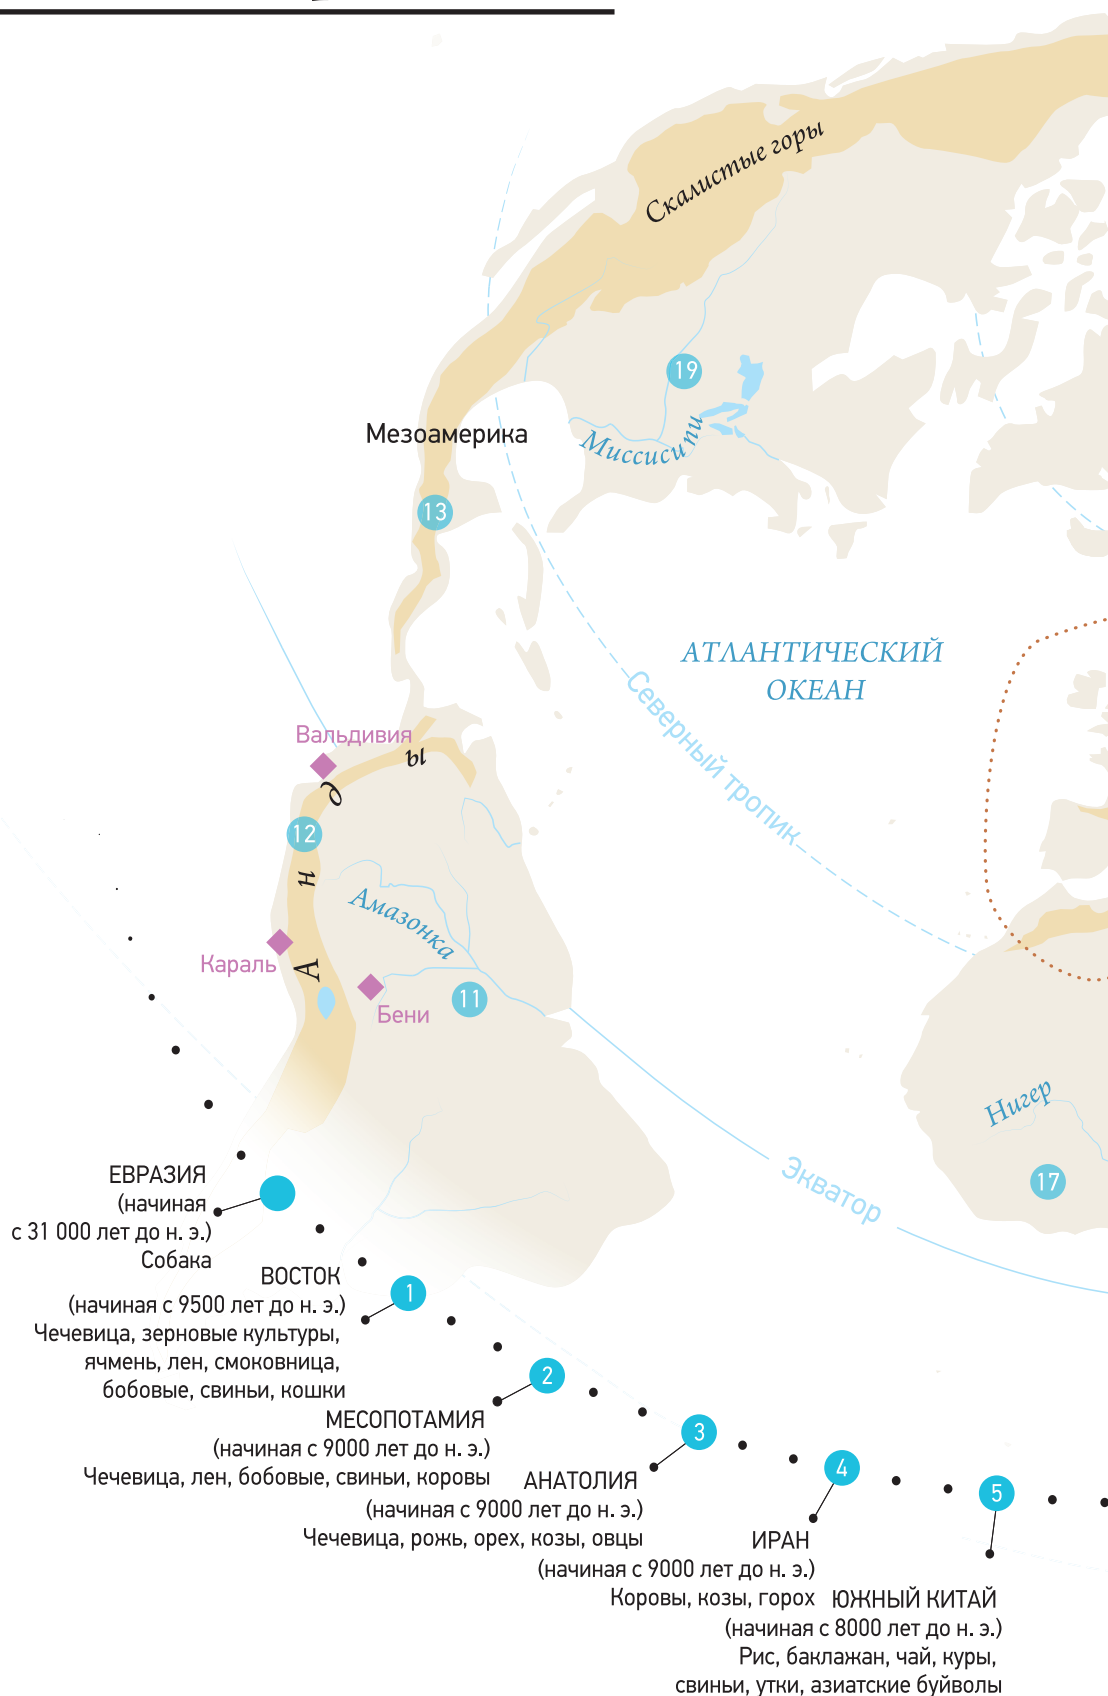 Скалистые горы
19
Миссисипи
Мезоамерика
13
АТЛАНТИЧЕСКИЙ
ОКЕАН
Северный тропик
Вальдивия
Анды
12
Амазонка
Караль
Бени
11
Нигер
17
Экватор
ЕВРАЗИЯ
(начиная
с 31 000 лет до н. э.)
Собака
1
ВОСТОК
(начиная с 9500 лет до н. э.)
Чечевица, зерновые культуры,
ячмень, лен, смоковница,
бобовые, свиньи, кошки
2
МЕСОПОТАМИЯ
(начиная с 9000 лет до н. э.)
Чечевица, лен, бобовые, свиньи, коровы
3
АНАТОЛИЯ
(начиная с 9000 лет до н. э.)
Чечевица, рожь, орех, козы, овцы
4
ИРАН
(начиная с 9000 лет до н. э.)
Коровы, козы, горох
5
ЮЖНЫЙ КИТАЙ
(начиная с 8000 лет до н. э.)
Рис, баклажан, чай, куры,
свиньи, утки, азиатские буйволы